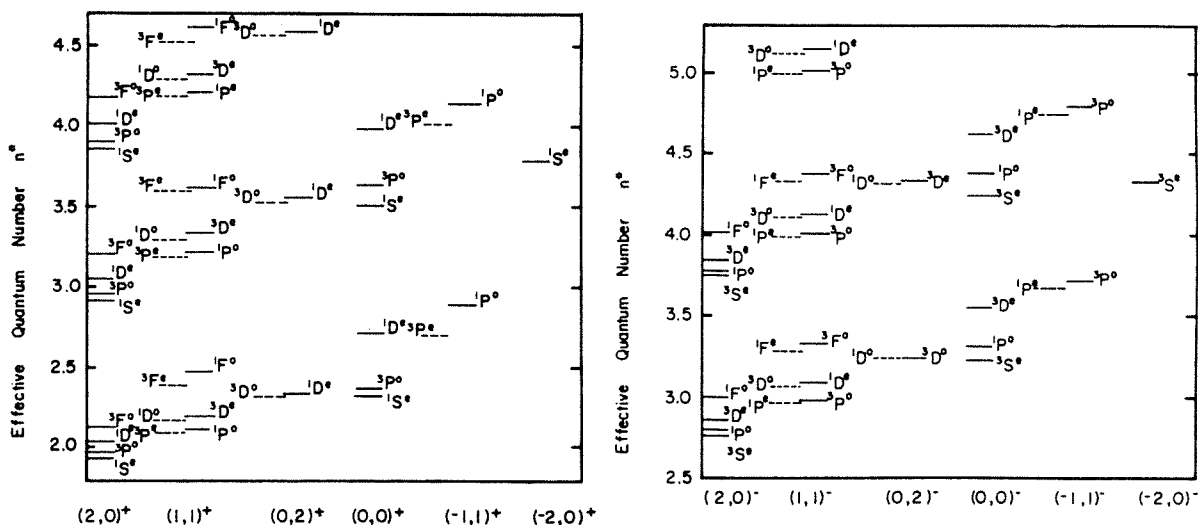 Effective Quantum Number n*
4.5
4.0
3.5
3.0
2.5
2.0
³Fᵉ ¹F° ³D° ¹Dᵉ
¹D° ³Dᵉ
³F° ³Pᵉ ¹Pᵉ
¹Dᵉ ¹Dᵉ ³Pᵉ ¹P°
³P°
¹Sᵉ ¹Sᵉ
³Fᵉ ¹F° ³D° ¹Dᵉ ³P°
¹Sᵉ
³F° ¹D° ³Dᵉ
³Pᵉ ¹P°
¹Dᵉ
³P°
¹Sᵉ ¹P°
¹Dᵉ ³Pᵉ
³Fᵉ ¹F° ³D° ¹Dᵉ ³P°
¹Sᵉ
³F° ¹D° ³Dᵉ
¹Dᵉ ³Pᵉ ¹P°
³P°
¹Sᵉ
(2,0)⁺ (1,1)⁺ (0,2)⁺ (0,0)⁺ (-1,1)⁺ (-2,0)⁺
Effective Quantum Number n*
5.0
4.5
4.0
3.5
3.0
2.5
³D° ¹Dᵉ
¹Pᵉ ³P°
¹Pᵉ ³P°
³Dᵉ
¹Fᵉ ³F° ¹D° ³Dᵉ ¹P° ³Sᵉ
³Sᵉ
³D° ¹Dᵉ
¹F° ¹Pᵉ ³P°
³Dᵉ
¹P°
³Sᵉ
¹Pᵉ ³P°
³Dᵉ
¹Fᵉ ³F° ¹D° ³D° ¹P°
³Sᵉ
¹F° ³D° ¹Dᵉ
³Dᵉ ¹Pᵉ ³P°
¹P°
³Sᵉ
(2,0)⁻ (1,1)⁻ (0,2)⁻ (0,0)⁻ (-1,1)⁻ (-2,0)⁻